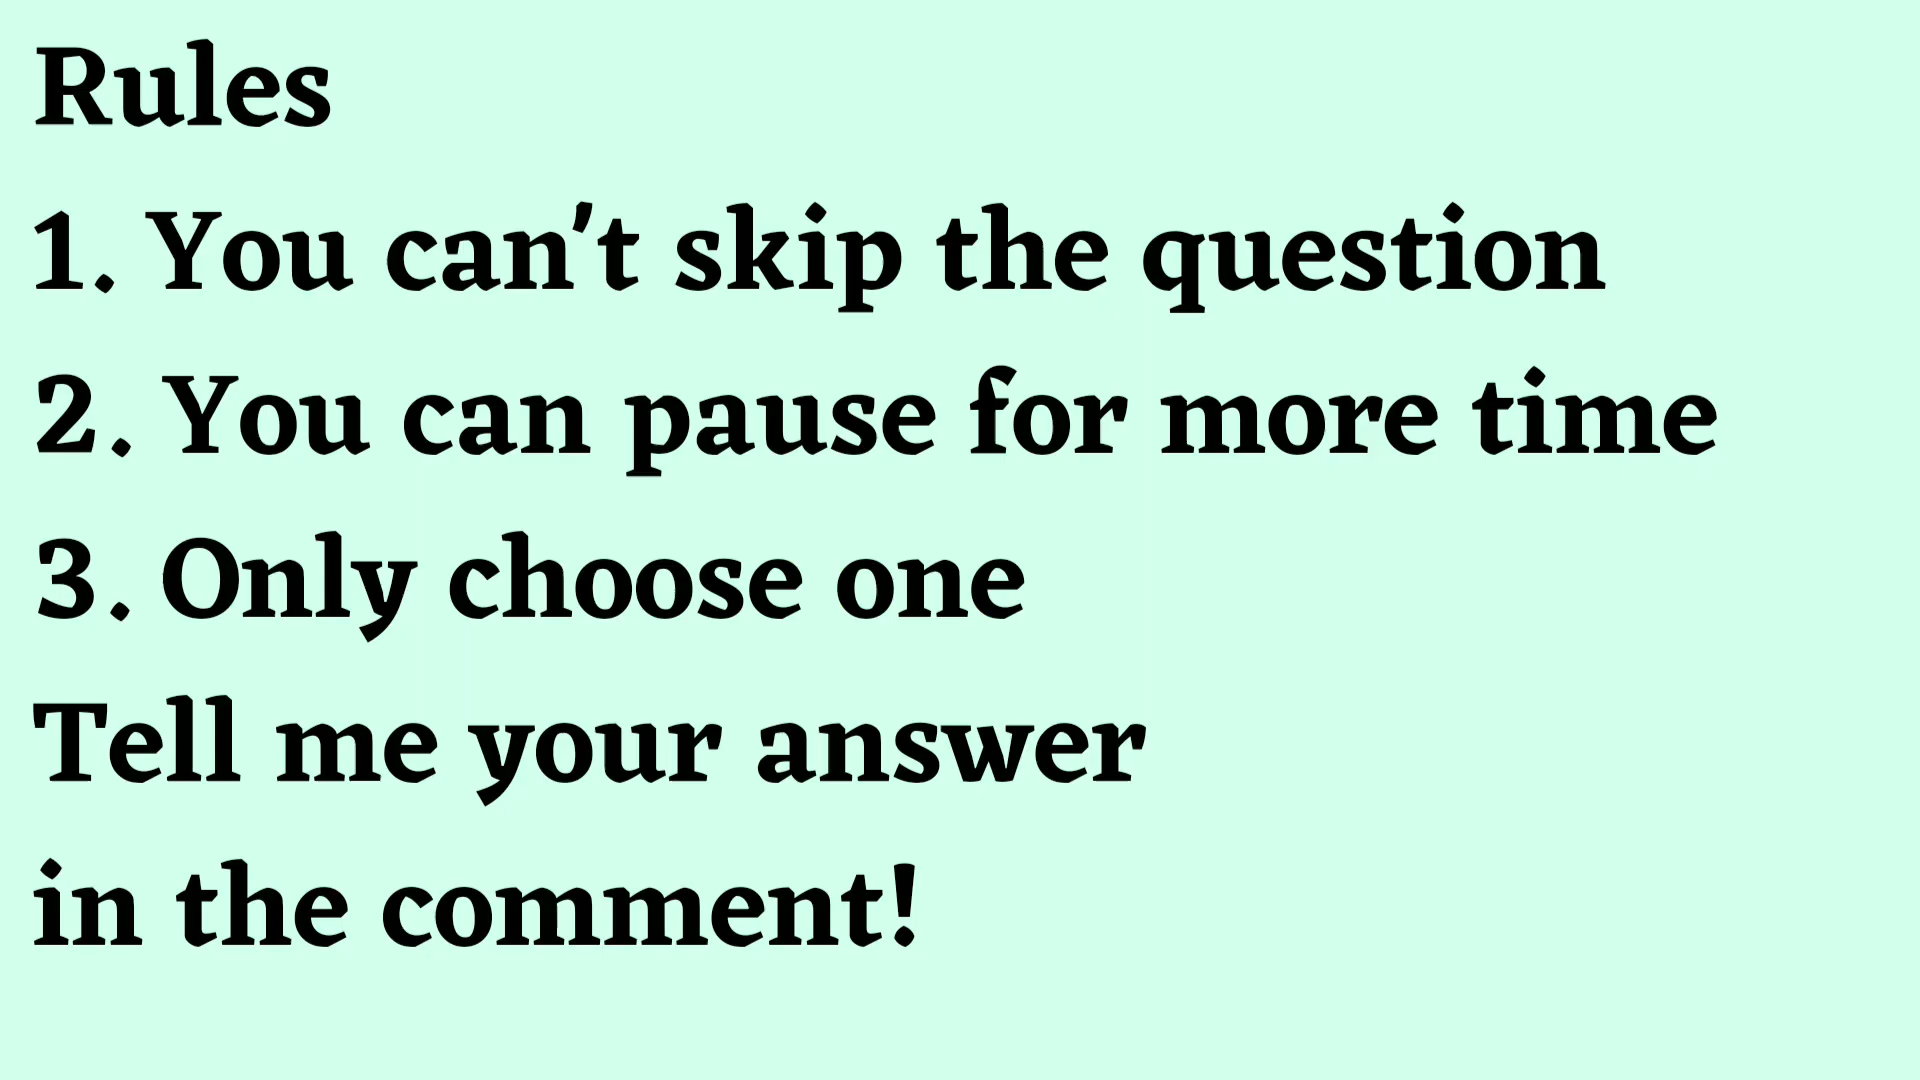 Rules
1. You can't skip the question
2. You can pause for more time
3. Only choose one
Tell me your answer
in the comment!